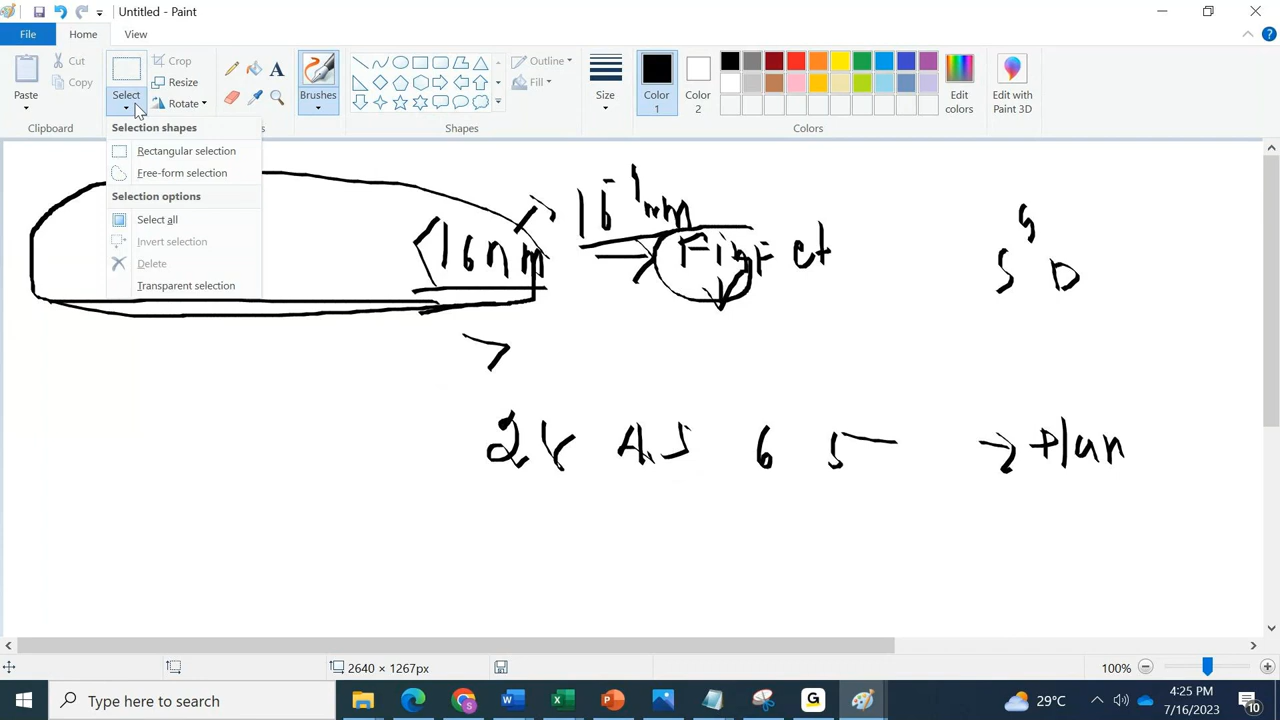 Untitled - Paint
File Home View
Paste Cut Copy Select Crop Resize Rotate Brushes Outline Fill Size Color 1 Color 2 Edit colors Edit with Paint 3D
Clipboard Shapes Colors
Selection shapes
Rectangular selection
Free-form selection
Selection options
Select all
Invert selection
Delete
Transparent selection
<16nm FinFet
S D
>
6 5 → Plan
2640 × 1267px 100%
Type here to search 29°C 4:25 PM
7/16/2023